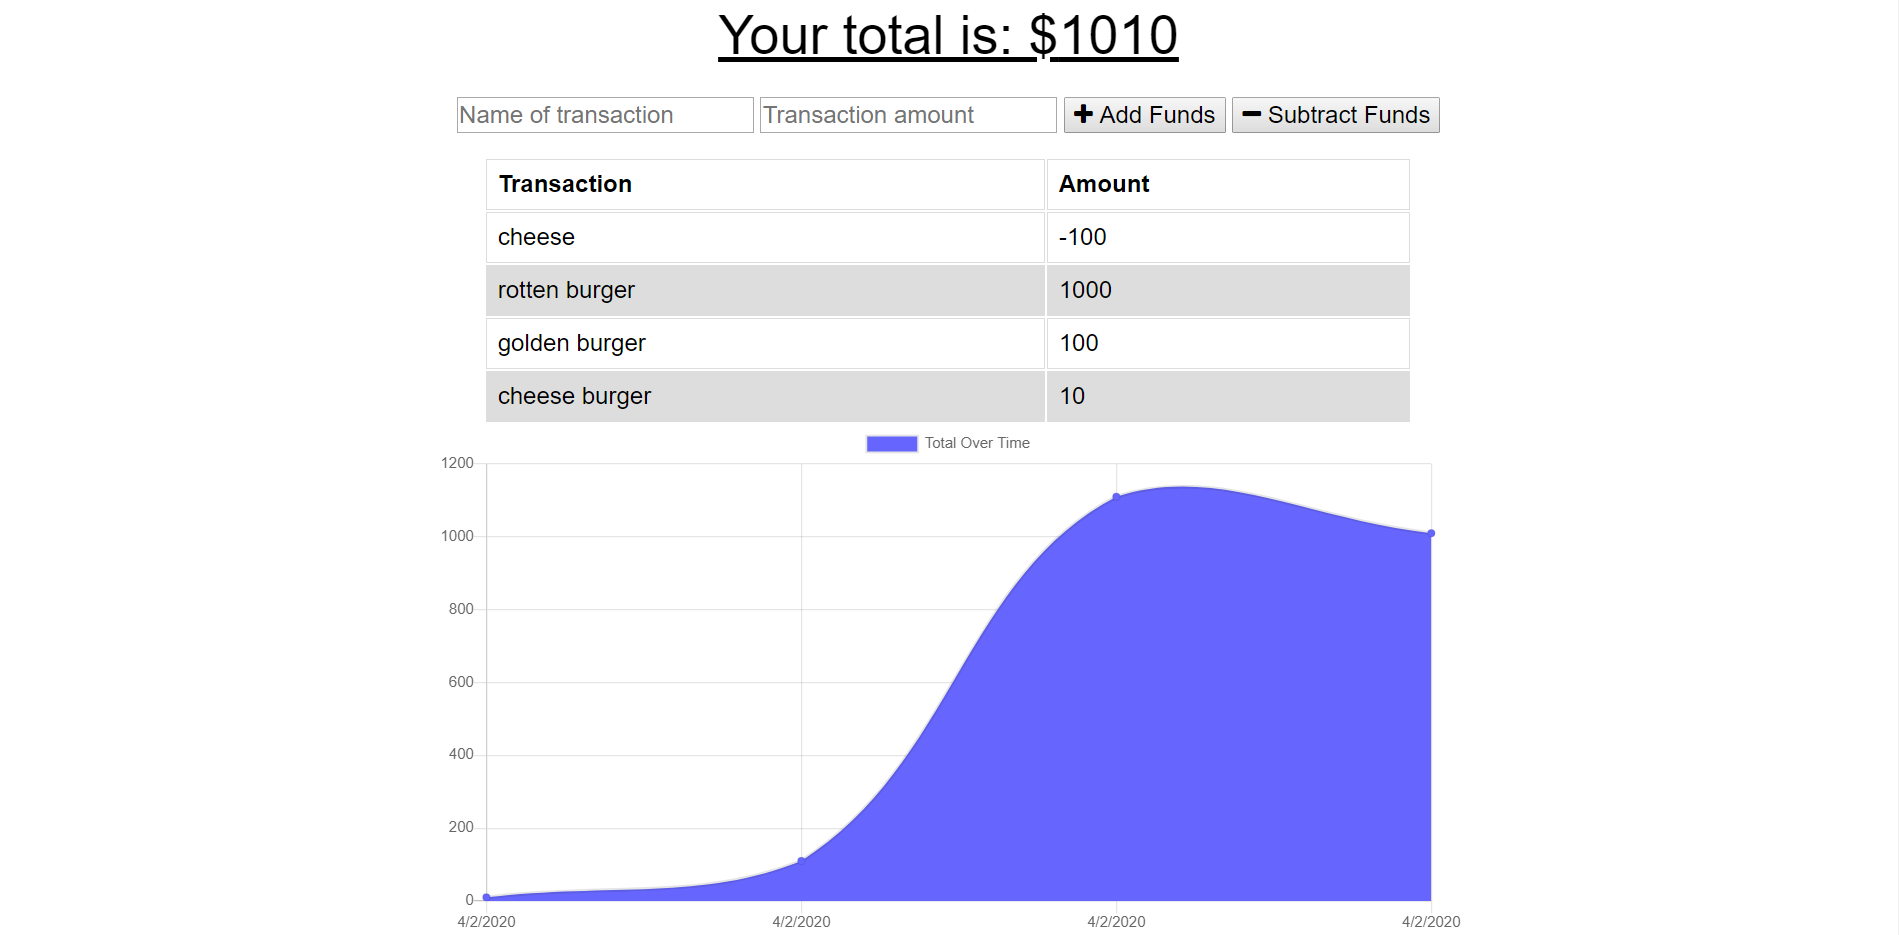 Your total is: $1010
Name of transaction Transaction amount Add Funds Subtract Funds
Transaction Amount
cheese -100
rotten burger 1000
golden burger 100
cheese burger 10
Total Over Time
1200
1000
800
600
400
200
0
4/2/2020 4/2/2020 4/2/2020 4/2/2020